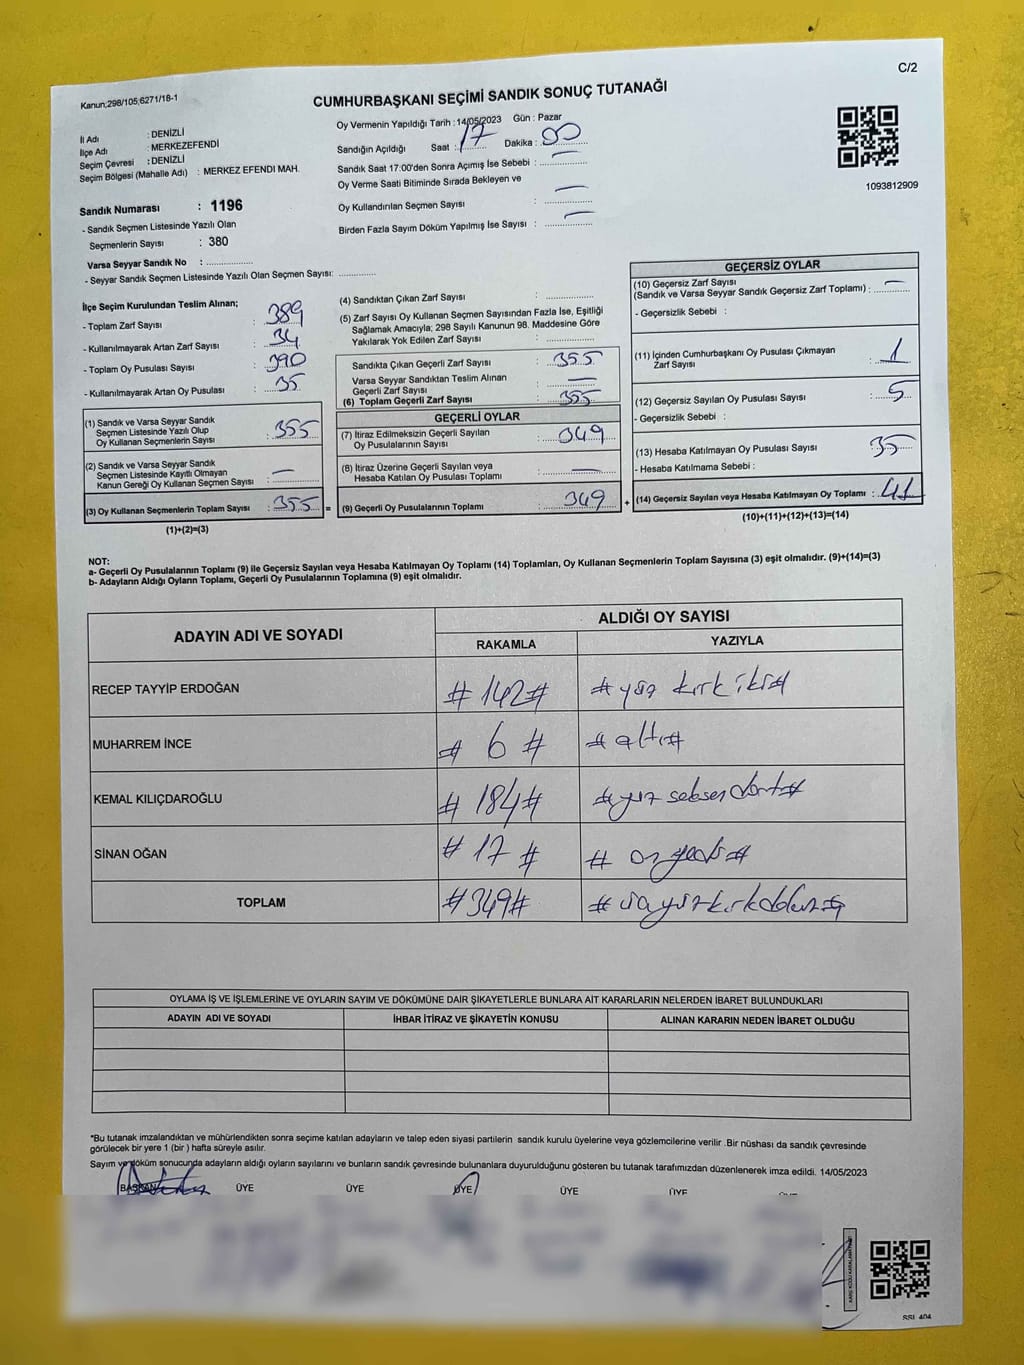 C/2
Kanun;298/105;6271/18-1
CUMHURBAŞKANI SEÇİMİ SANDIK SONUÇ TUTANAĞI
İl Adı : DENİZLİ
İlçe Adı : MERKEZEFENDİ
Seçim Çevresi : DENİZLİ
Seçim Bölgesi (Mahalle Adı) : MERKEZ EFENDİ MAH.
Sandık Numarası : 1196
- Sandık Seçmen Listesinde Yazılı Olan
Seçmenlerin Sayısı : 380
Varsa Seyyar Sandık No : ..............
- Seyyar Sandık Seçmen Listesinde Yazılı Olan Seçmen Sayısı: ............
Oy Vermenin Yapıldığı Tarih : 14/05/2023 Gün : Pazar
Sandığın Açıldığı Saat : 17 Dakika : 00
Sandık Saat 17:00'den Sonra Açımış İse Sebebi : —
Oy Verme Saati Bitiminde Sırada Bekleyen ve
Oy Kullandırılan Seçmen Sayısı : —
Birden Fazla Sayım Döküm Yapılmış İse Sayısı : —
1093812909
İlçe Seçim Kurulundan Teslim Alınan;
- Toplam Zarf Sayısı : 389
- Kullanılmayarak Artan Zarf Sayısı : 34
- Toplam Oy Pusulası Sayısı : 390
- Kullanılmayarak Artan Oy Pusulası : 35
(1) Sandık ve Varsa Seyyar Sandık
Seçmen Listesinde Yazılı Olup
Oy Kullanan Seçmenlerin Sayısı : 355
(2) Sandık ve Varsa Seyyar Sandık
Seçmen Listesinde Kayıtlı Olmayan
Kanun Gereği Oy Kullanan Seçmen Sayısı : —
(3) Oy Kullanan Seçmenlerin Toplam Sayısı : 355 =
(1)+(2)=(3)
(4) Sandıktan Çıkan Zarf Sayısı : ..............
(5) Zarf Sayısı Oy Kullanan Seçmen Sayısından Fazla İse, Eşitliği
Sağlamak Amacıyla; 298 Sayılı Kanunun 98. Maddesine Göre
Yakılarak Yok Edilen Zarf Sayısı : ..............
Sandıkta Çıkan Geçerli Zarf Sayısı : 355
Varsa Seyyar Sandıktan Teslim Alınan
Geçerli Zarf Sayısı : —
(6) Toplam Geçerli Zarf Sayısı : 355
GEÇERLİ OYLAR
(7) İtiraz Edilmeksizin Geçerli Sayılan
Oy Pusulalarının Sayısı : 349
(8) İtiraz Üzerine Geçerli Sayılan veya
Hesaba Katılan Oy Pusulası Toplamı : —
(9) Geçerli Oy Pusulalarının Toplamı : 349 +
GEÇERSİZ OYLAR
(10) Geçersiz Zarf Sayısı
(Sandık ve Varsa Seyyar Sandık Geçersiz Zarf Toplamı) : —
- Geçersizlik Sebebi :
(11) İçinden Cumhurbaşkanı Oy Pusulası Çıkmayan
Zarf Sayısı : 1
(12) Geçersiz Sayılan Oy Pusulası Sayısı : 5
- Geçersizlik Sebebi :
(13) Hesaba Katılmayan Oy Pusulası Sayısı : 35
- Hesaba Katılmama Sebebi :
(14) Geçersiz Sayılan veya Hesaba Katılmayan Oy Toplamı : 41
(10)+(11)+(12)+(13)=(14)
NOT:
a- Geçerli Oy Pusulalarının Toplamı (9) ile Geçersiz Sayılan veya Hesaba Katılmayan Oy Toplamı (14) Toplamları, Oy Kullanan Seçmenlerin Toplam Sayısına (3) eşit olmalıdır. (9)+(14)=(3)
b- Adayların Aldığı Oyların Toplamı, Geçerli Oy Pusulalarının Toplamına (9) eşit olmalıdır.
ADAYIN ADI VE SOYADI ALDIĞI OY SAYISI
RAKAMLA YAZIYLA
RECEP TAYYİP ERDOĞAN #142# #yüz kırk iki#
MUHARREM İNCE # 6 # #altı#
KEMAL KILIÇDAROĞLU #184# #yüz seksen dört#
SİNAN OĞAN # 17 # # on yedi #
TOPLAM #349# #üçyüzkırkdokuz#
OYLAMA İŞ VE İŞLEMLERİNE VE OYLARIN SAYIM VE DÖKÜMÜNE DAİR ŞİKAYETLERLE BUNLARA AİT KARARLARIN NELERDEN İBARET BULUNDUKLARI
ADAYIN ADI VE SOYADI İHBAR İTİRAZ VE ŞİKAYETİN KONUSU ALINAN KARARIN NEDEN İBARET OLDUĞU
*Bu tutanak imzalandıktan ve mühürlendikten sonra seçime katılan adayların ve talep eden siyasi partilerin sandık kurulu üyelerine veya gözlemcilerine verilir .Bir nüshası da sandık çevresinde
görülecek bir yere 1 (bir ) hafta süreyle asılır.
Sayım ve döküm sonucunda adayların aldığı oyların sayılarını ve bunların sandık çevresinde bulunanlara duyurulduğunu gösteren bu tutanak tarafımızdan düzenlenerek imza edildi. 14/05/2023
BAŞKAN ÜYE ÜYE ÜYE ÜYE ÜYE